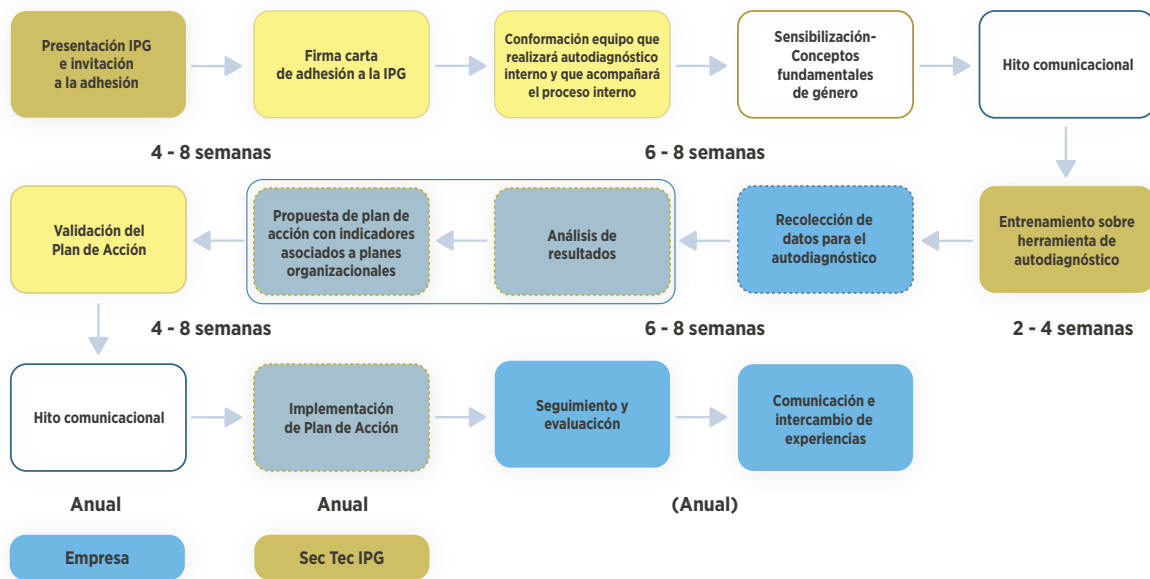 Presentación IPG
e invitación
a la adhesión
Firma carta
de adhesión a la IPG
Conformación equipo que
realizará autodiagnóstico
interno y que acompañará
el proceso interno
Sensibilización-
Conceptos
fundamentales
de género
Hito comunicacional
4 - 8 semanas
6 - 8 semanas
Validación del
Plan de Acción
Propuesta de plan de
acción con indicadores
asociados a planes
organizacionales
Análisis de
resultados
Recolección de
datos para el
autodiagnóstico
Entrenamiento sobre
herramienta de
autodiagnóstico
4 - 8 semanas
6 - 8 semanas
2 - 4 semanas
Hito comunicacional
Implementación
de Plan de Acción
Seguimiento y
evaluacicón
Comunicación e
intercambio de
experiencias
Anual
Anual
(Anual)
Empresa
Sec Tec IPG